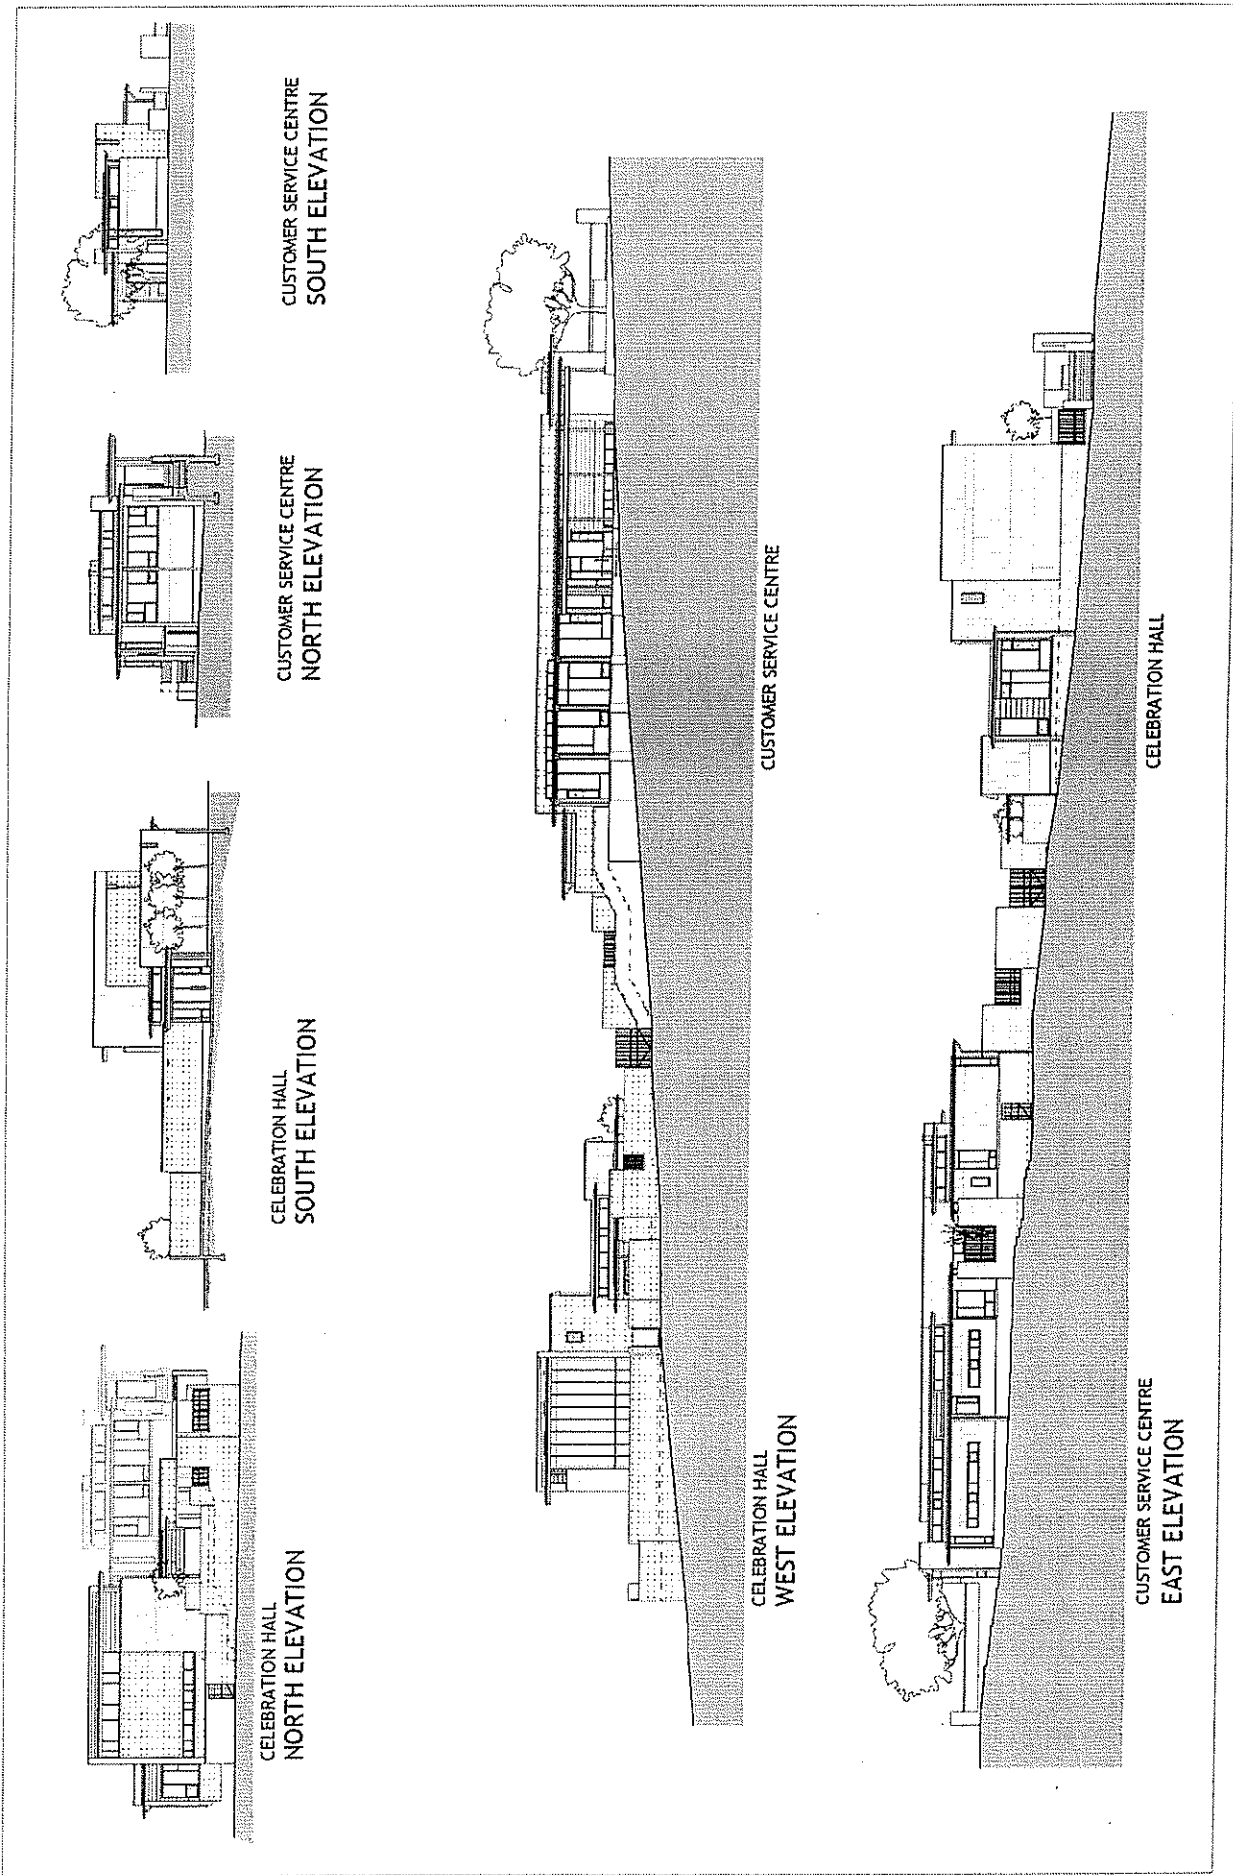 CELEBRATION HALL
NORTH ELEVATION
CELEBRATION HALL
SOUTH ELEVATION
CUSTOMER SERVICE CENTRE
NORTH ELEVATION
CUSTOMER SERVICE CENTRE
SOUTH ELEVATION
CELEBRATION HALL
WEST ELEVATION
CUSTOMER SERVICE CENTRE
CUSTOMER SERVICE CENTRE
EAST ELEVATION
CELEBRATION HALL